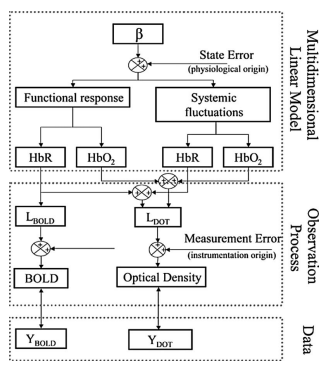 β
State Error
(physiological origin)
Functional response
Systemic
fluctuations
HbR
HbO2
HbR
HbO2
Multidimensional
Linear Model
LBOLD
LDOT
Measurement Error
(instrumentation origin)
BOLD
Optical Density
Observation
Process
YBOLD
YDOT
Data